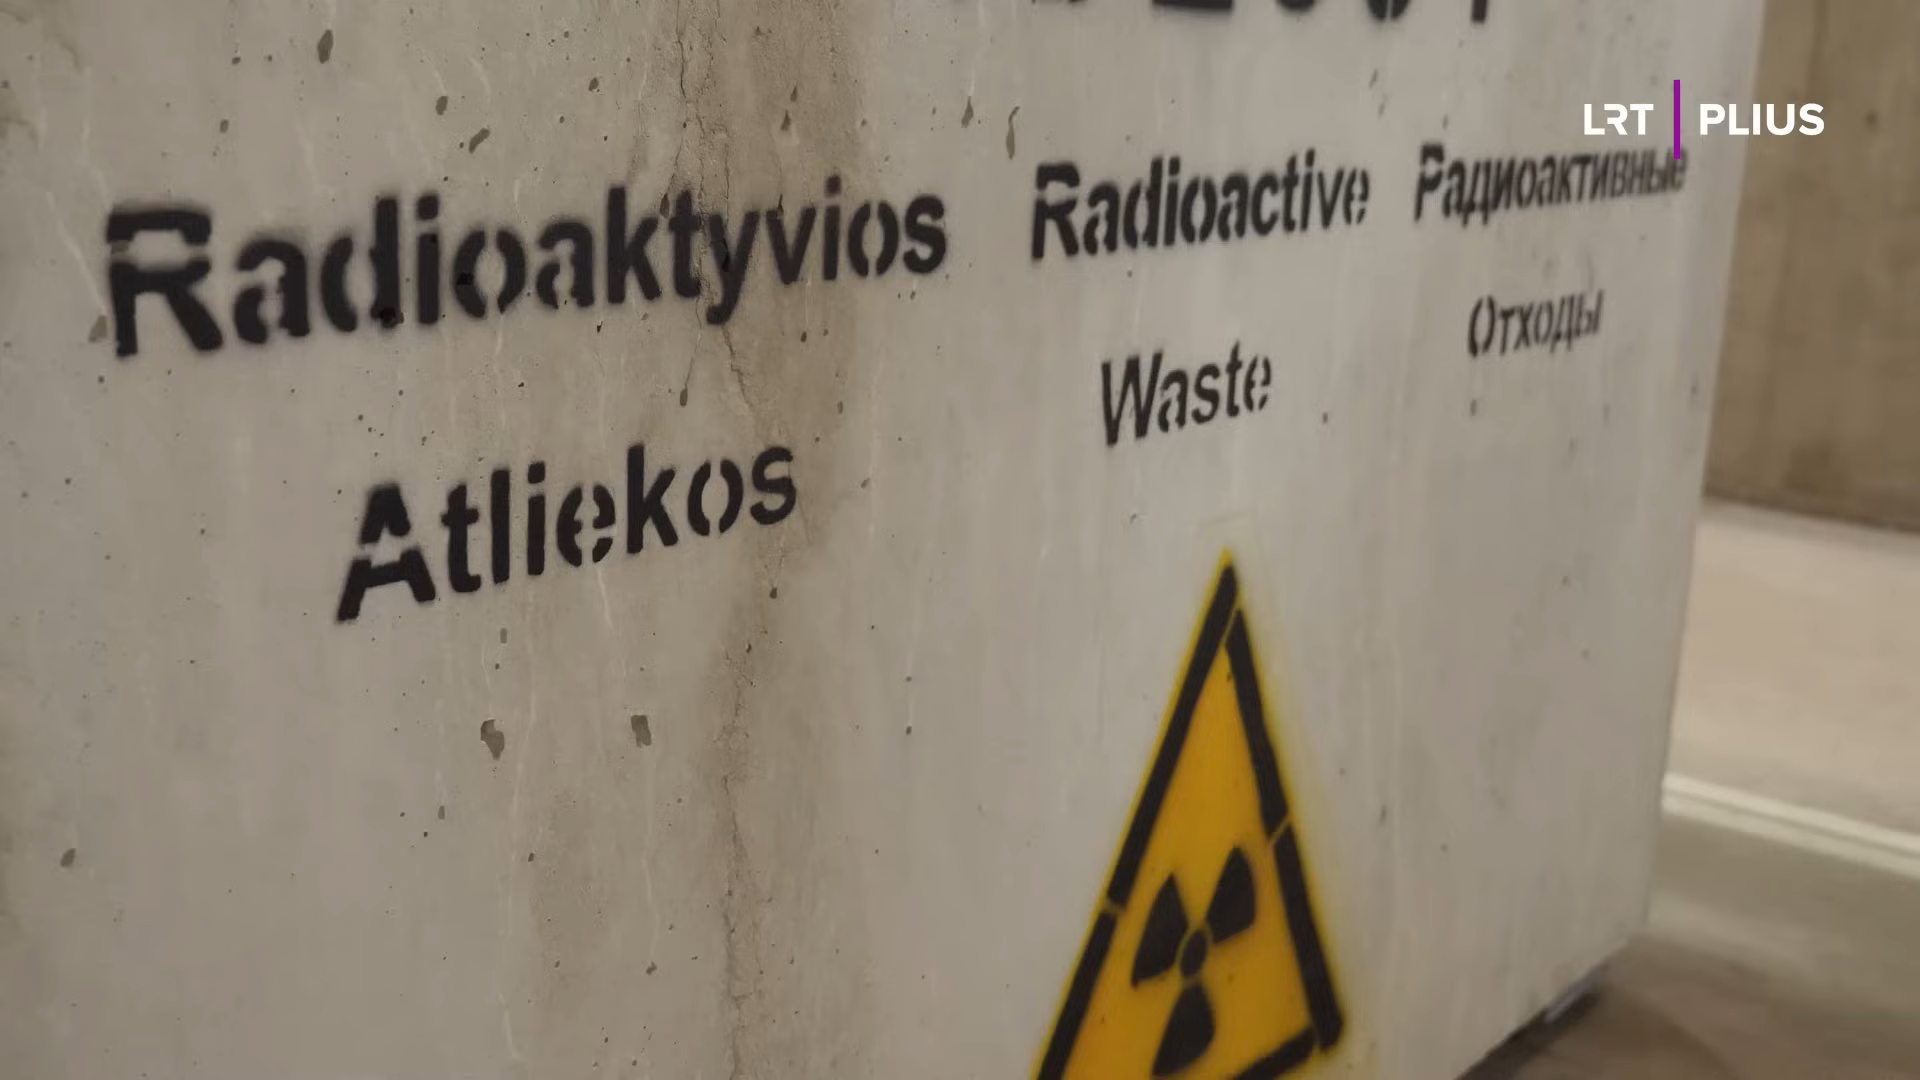 LRT | PLIUS
Radioaktyvios
Atliekos
Radioactive
Waste
Радиоактивные
Отходы